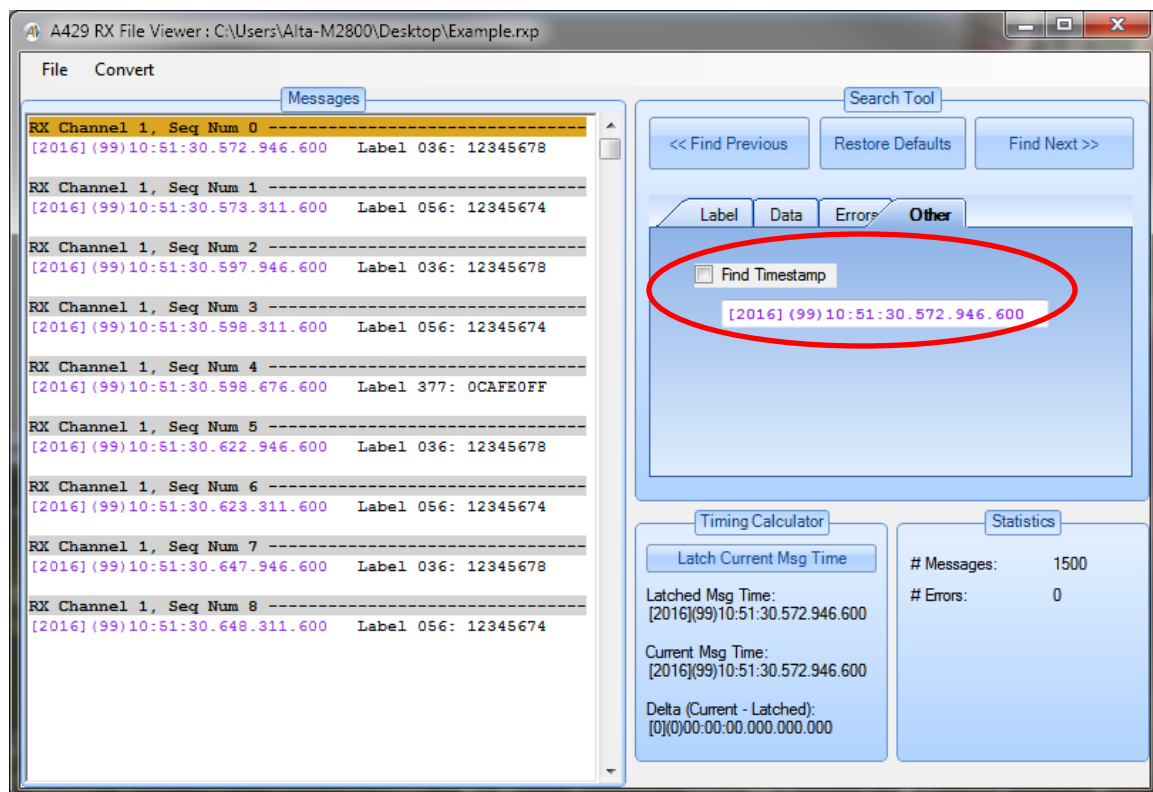 A429 RX File Viewer : C:\Users\Alta-M2800\Desktop\Example.rxp
File Convert
Messages
RX Channel 1, Seq Num 0 --------------------------------
[2016](99)10:51:30.572.946.600 Label 036: 12345678
RX Channel 1, Seq Num 1 --------------------------------
[2016](99)10:51:30.573.311.600 Label 056: 12345674
RX Channel 1, Seq Num 2 --------------------------------
[2016](99)10:51:30.597.946.600 Label 036: 12345678
RX Channel 1, Seq Num 3 --------------------------------
[2016](99)10:51:30.598.311.600 Label 056: 12345674
RX Channel 1, Seq Num 4 --------------------------------
[2016](99)10:51:30.598.676.600 Label 377: 0CAFE0FF
RX Channel 1, Seq Num 5 --------------------------------
[2016](99)10:51:30.622.946.600 Label 036: 12345678
RX Channel 1, Seq Num 6 --------------------------------
[2016](99)10:51:30.623.311.600 Label 056: 12345674
RX Channel 1, Seq Num 7 --------------------------------
[2016](99)10:51:30.647.946.600 Label 036: 12345678
RX Channel 1, Seq Num 8 --------------------------------
[2016](99)10:51:30.648.311.600 Label 056: 12345674
Search Tool
<< Find Previous Restore Defaults Find Next >>
Label Data Errors Other
Find Timestamp
[2016](99)10:51:30.572.946.600
Timing Calculator
Latch Current Msg Time
Latched Msg Time:
[2016](99)10:51:30.572.946.600
Current Msg Time:
[2016](99)10:51:30.572.946.600
Delta (Current - Latched):
[0](0)00:00:00.000.000.000
Statistics
# Messages: 1500
# Errors: 0